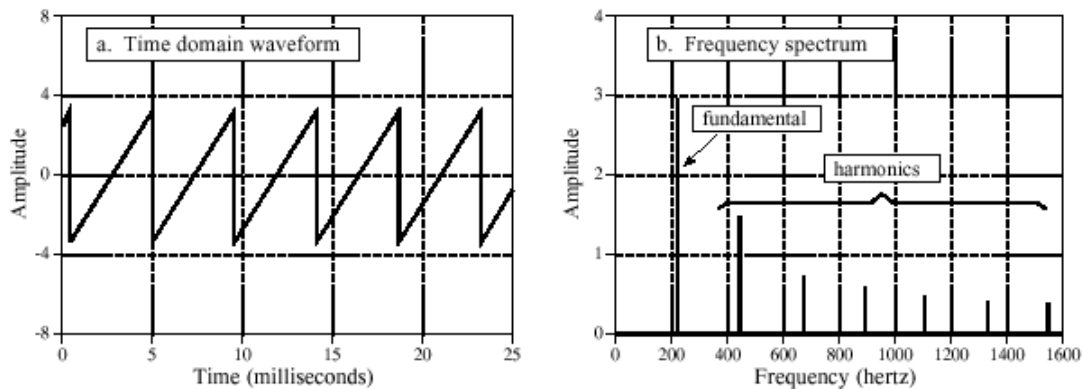 a. Time domain waveform
Amplitude
8
4
0
-4
-8
0 5 10 15 20 25
Time (milliseconds)
b. Frequency spectrum
Amplitude
4
3
2
1
0
fundamental
harmonics
0 200 400 600 800 1000 1200 1400 1600
Frequency (hertz)